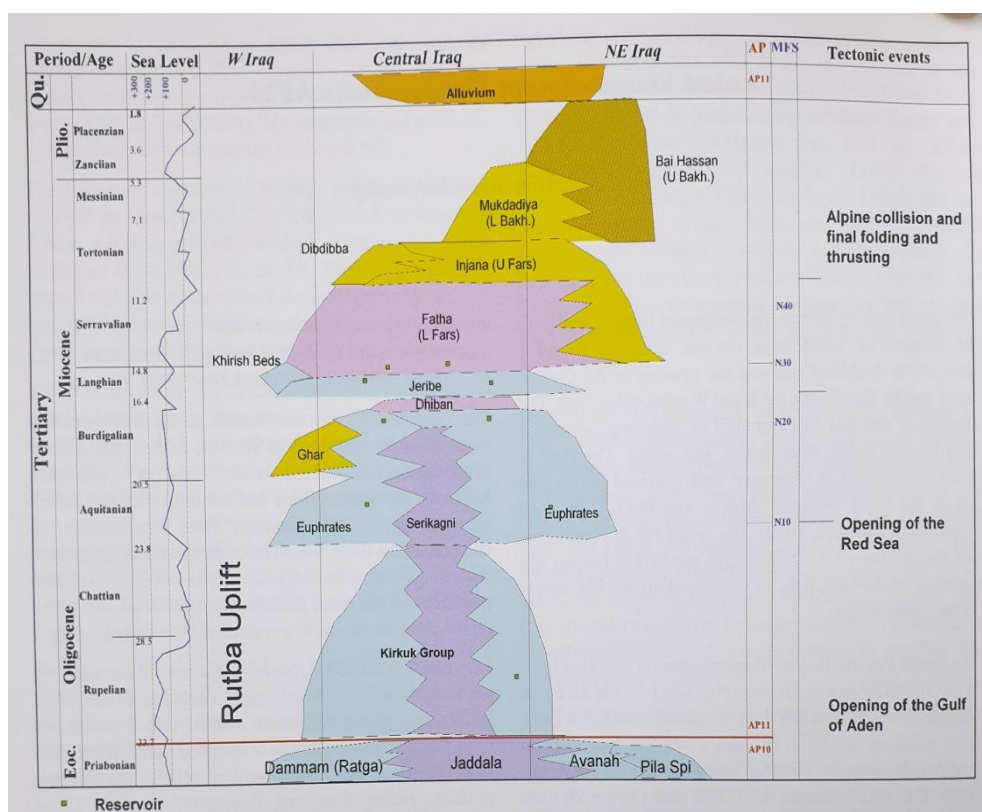 Period/Age Sea Level W Iraq Central Iraq NE Iraq AP MFS Tectonic events
+300
+200
+100
0
Qu.
Alluvium
AP11
1.8
Tertiary
Plio.
Placenzian
3.6
Zanciian
5.3
Bai Hassan
(U Bakh.)
Mukdadiya
(L Bakh.)
Miocene
Messinian
7.1
Tortonian
11.2
Dibdibba
Injana (U Fars)
Alpine collision and
final folding and
thrusting
N40
Serravalian
Fatha
(L Fars)
Khirish Beds
14.8
N30
Langhian
Jeribe
16.4
Dhiban
N20
Burdigalian
Ghar
20.5
Aquitanian
Euphrates
Serikagni
Euphrates
N10
Opening of the
Red Sea
23.8
Oligocene
Chattian
28.5
Rutba Uplift
Kirkuk Group
Rupelian
Opening of the Gulf
of Aden
AP11
33.7
AP10
Eoc.
Priabonian
Dammam (Ratga)
Jaddala
Avanah
Pila Spi
Reservoir